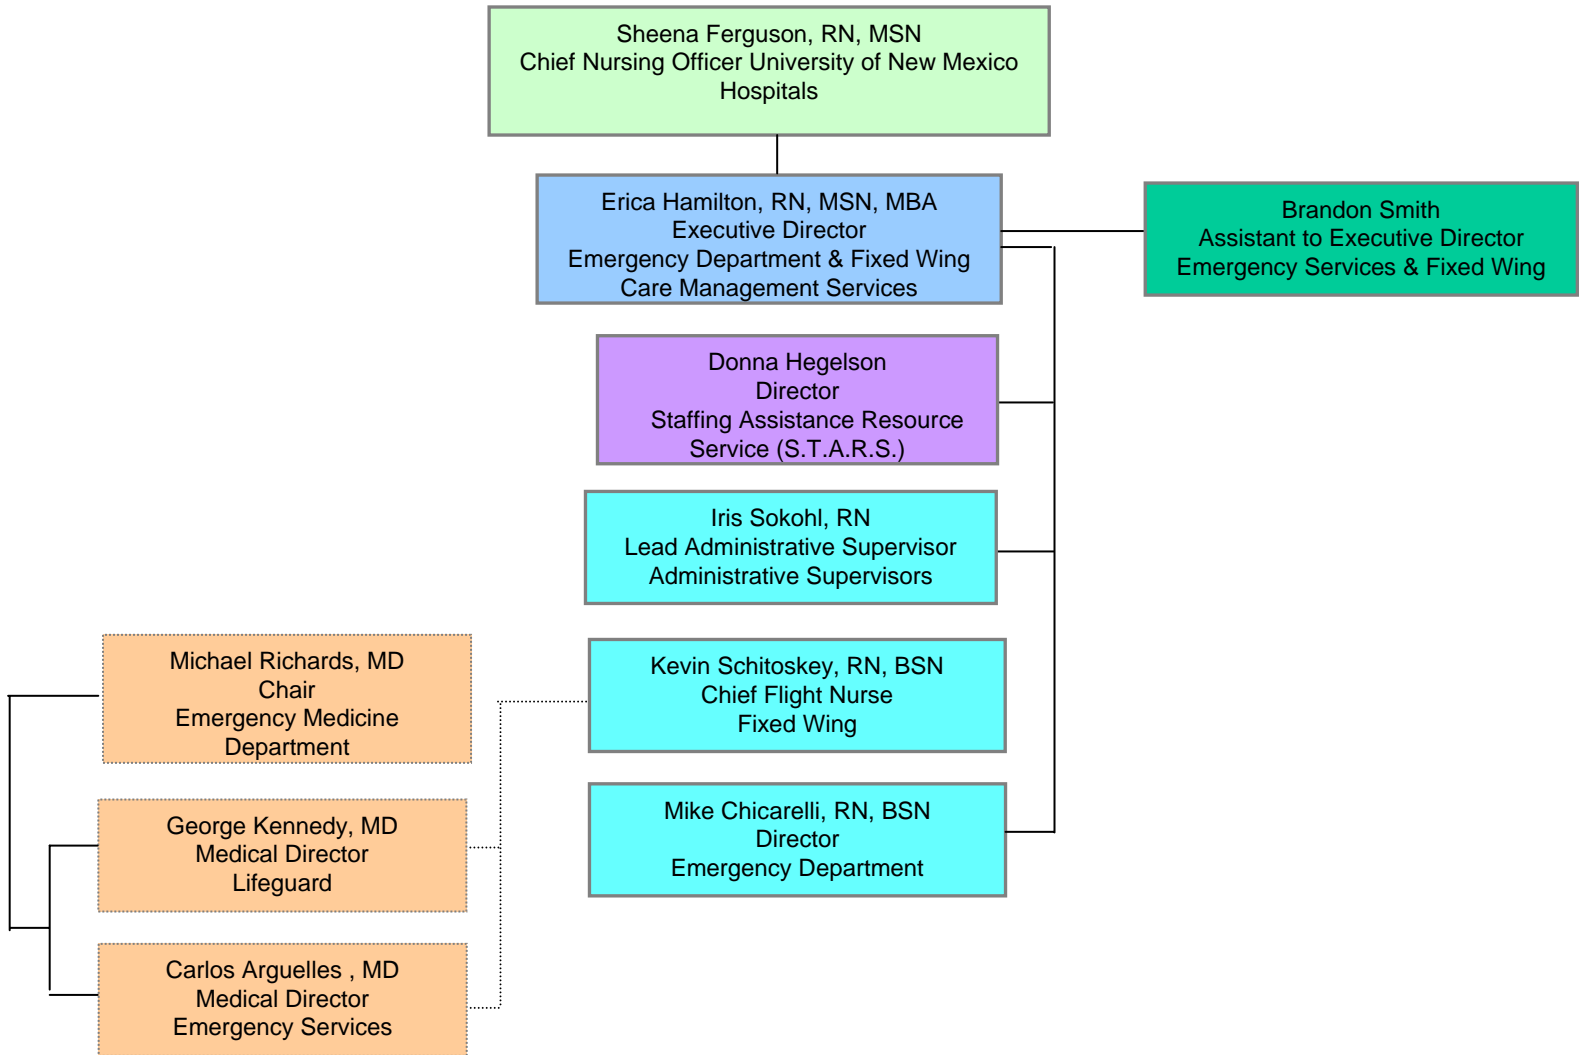 Sheena Ferguson, RN, MSN
Chief Nursing Officer University of New Mexico
Hospitals
Erica Hamilton, RN, MSN, MBA
Executive Director
Emergency Department & Fixed Wing
Care Management Services
Brandon Smith
Assistant to Executive Director
Emergency Services & Fixed Wing
Donna Hegelson
Director
Staffing Assistance Resource
Service (S.T.A.R.S.)
Iris Sokohl, RN
Lead Administrative Supervisor
Administrative Supervisors
Michael Richards, MD
Chair
Emergency Medicine
Department
Kevin Schitoskey, RN, BSN
Chief Flight Nurse
Fixed Wing
George Kennedy, MD
Medical Director
Lifeguard
Mike Chicarelli, RN, BSN
Director
Emergency Department
Carlos Arguelles , MD
Medical Director
Emergency Services